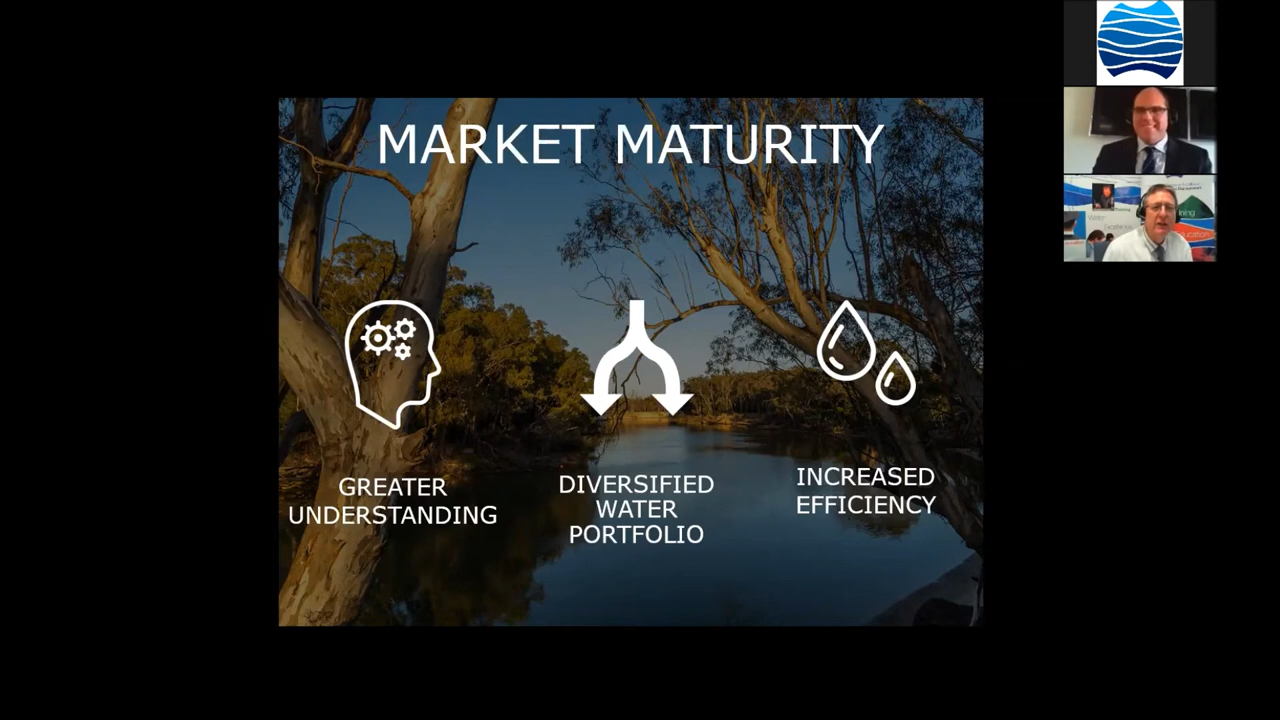 MARKET MATURITY
GREATER
UNDERSTANDING
DIVERSIFIED
WATER
PORTFOLIO
INCREASED
EFFICIENCY